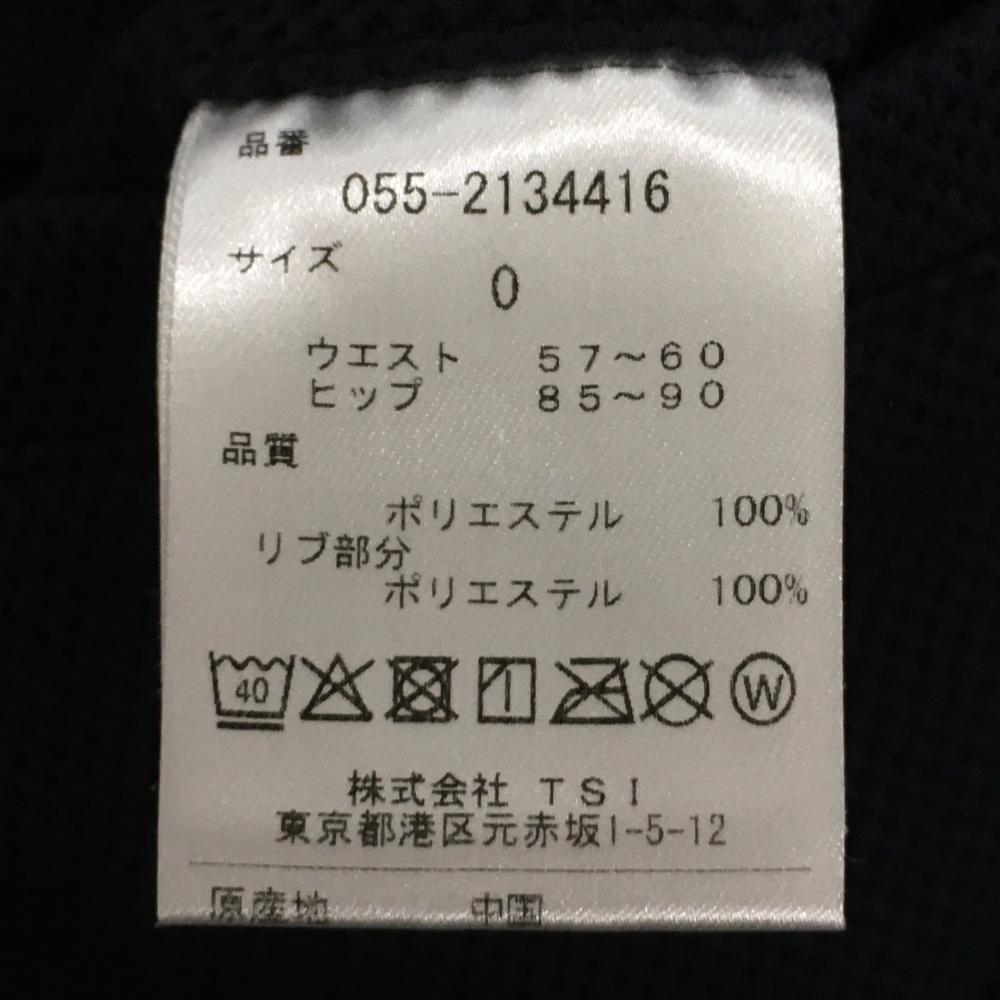 品番
055-2134416
サイズ
0
ウエスト 57～60
ヒップ 85～90
品質
ポリエステル 100%
リブ部分
ポリエステル 100%
40 W
株式会社 TSI
東京都港区元赤坂1-5-12
原産地 中国